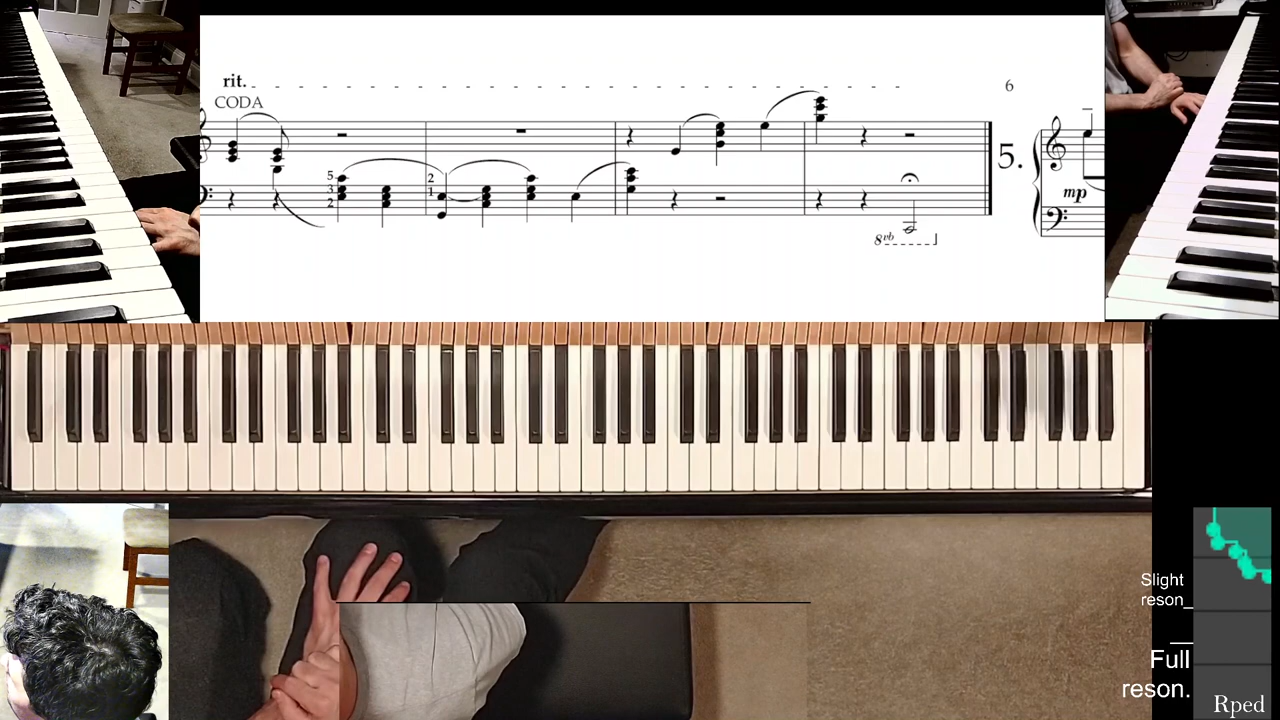 rit.
6
CODA
5.
5
3
2
2
1
mp
8vb
Slight
reson_
Full
reson.
Rped